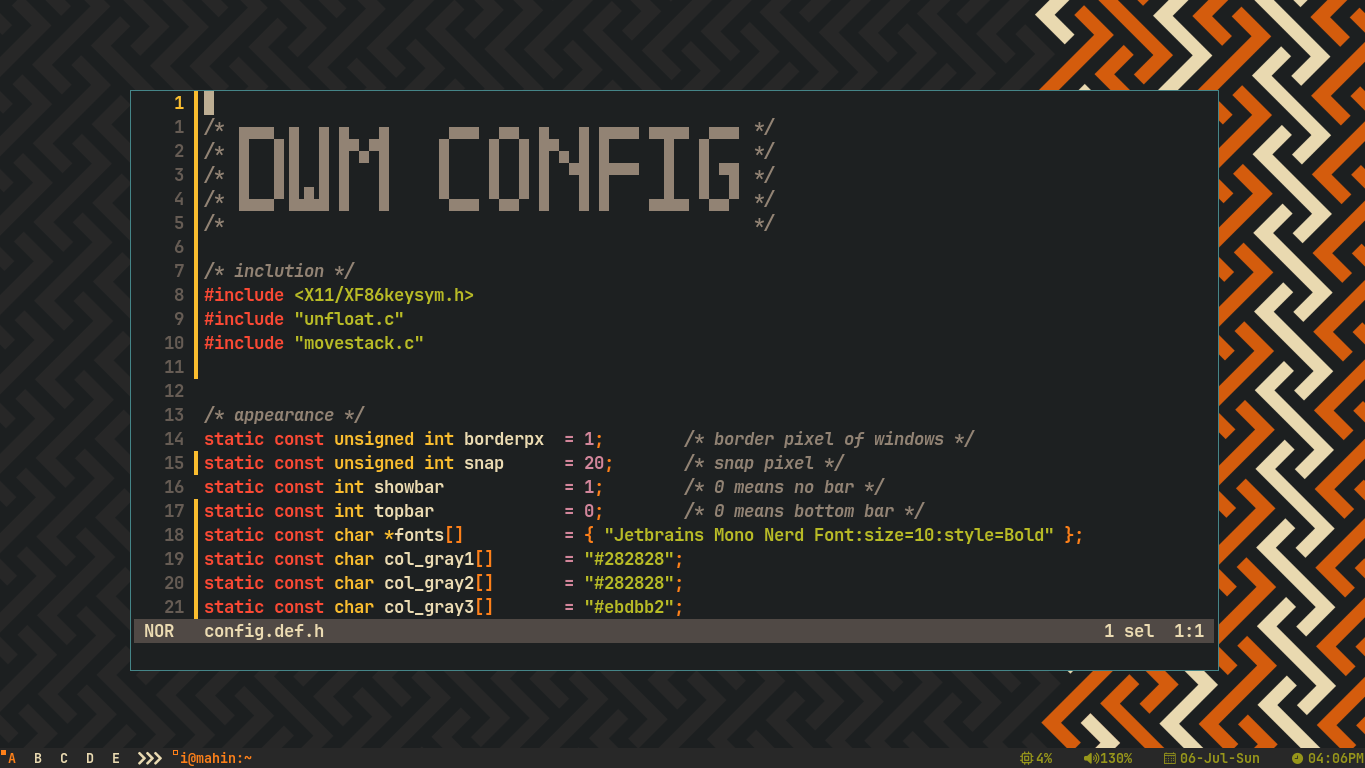 1
1 /* DWM CONFIG */
2 /* */
3 /* */
4 /* */
5 /* */
6
7 /* inclution */
8 #include <X11/XF86keysym.h>
9 #include "unfloat.c"
10 #include "movestack.c"
11
12
13 /* appearance */
14 static const unsigned int borderpx  = 1;        /* border pixel of windows */
15 static const unsigned int snap      = 20;       /* snap pixel */
16 static const int showbar            = 1;        /* 0 means no bar */
17 static const int topbar             = 0;        /* 0 means bottom bar */
18 static const char *fonts[]          = { "Jetbrains Mono Nerd Font:size=10:style=Bold" };
19 static const char col_gray1[]       = "#282828";
20 static const char col_gray2[]       = "#282828";
21 static const char col_gray3[]       = "#ebdbb2";
NOR config.def.h 1 sel 1:1
A B C D E >>> i@mahin:~ 4% 130% 06-Jul-Sun 04:06PM